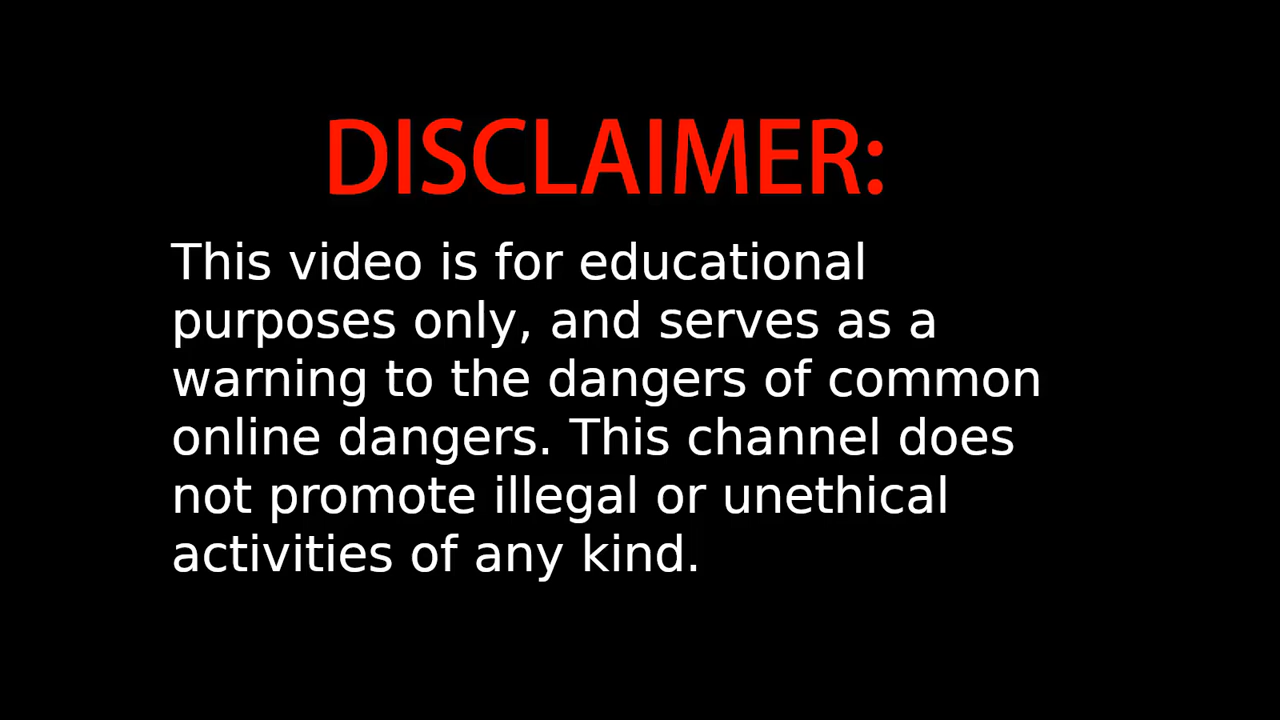 DISCLAIMER:
This video is for educational
purposes only, and serves as a
warning to the dangers of common
online dangers. This channel does
not promote illegal or unethical
activities of any kind.